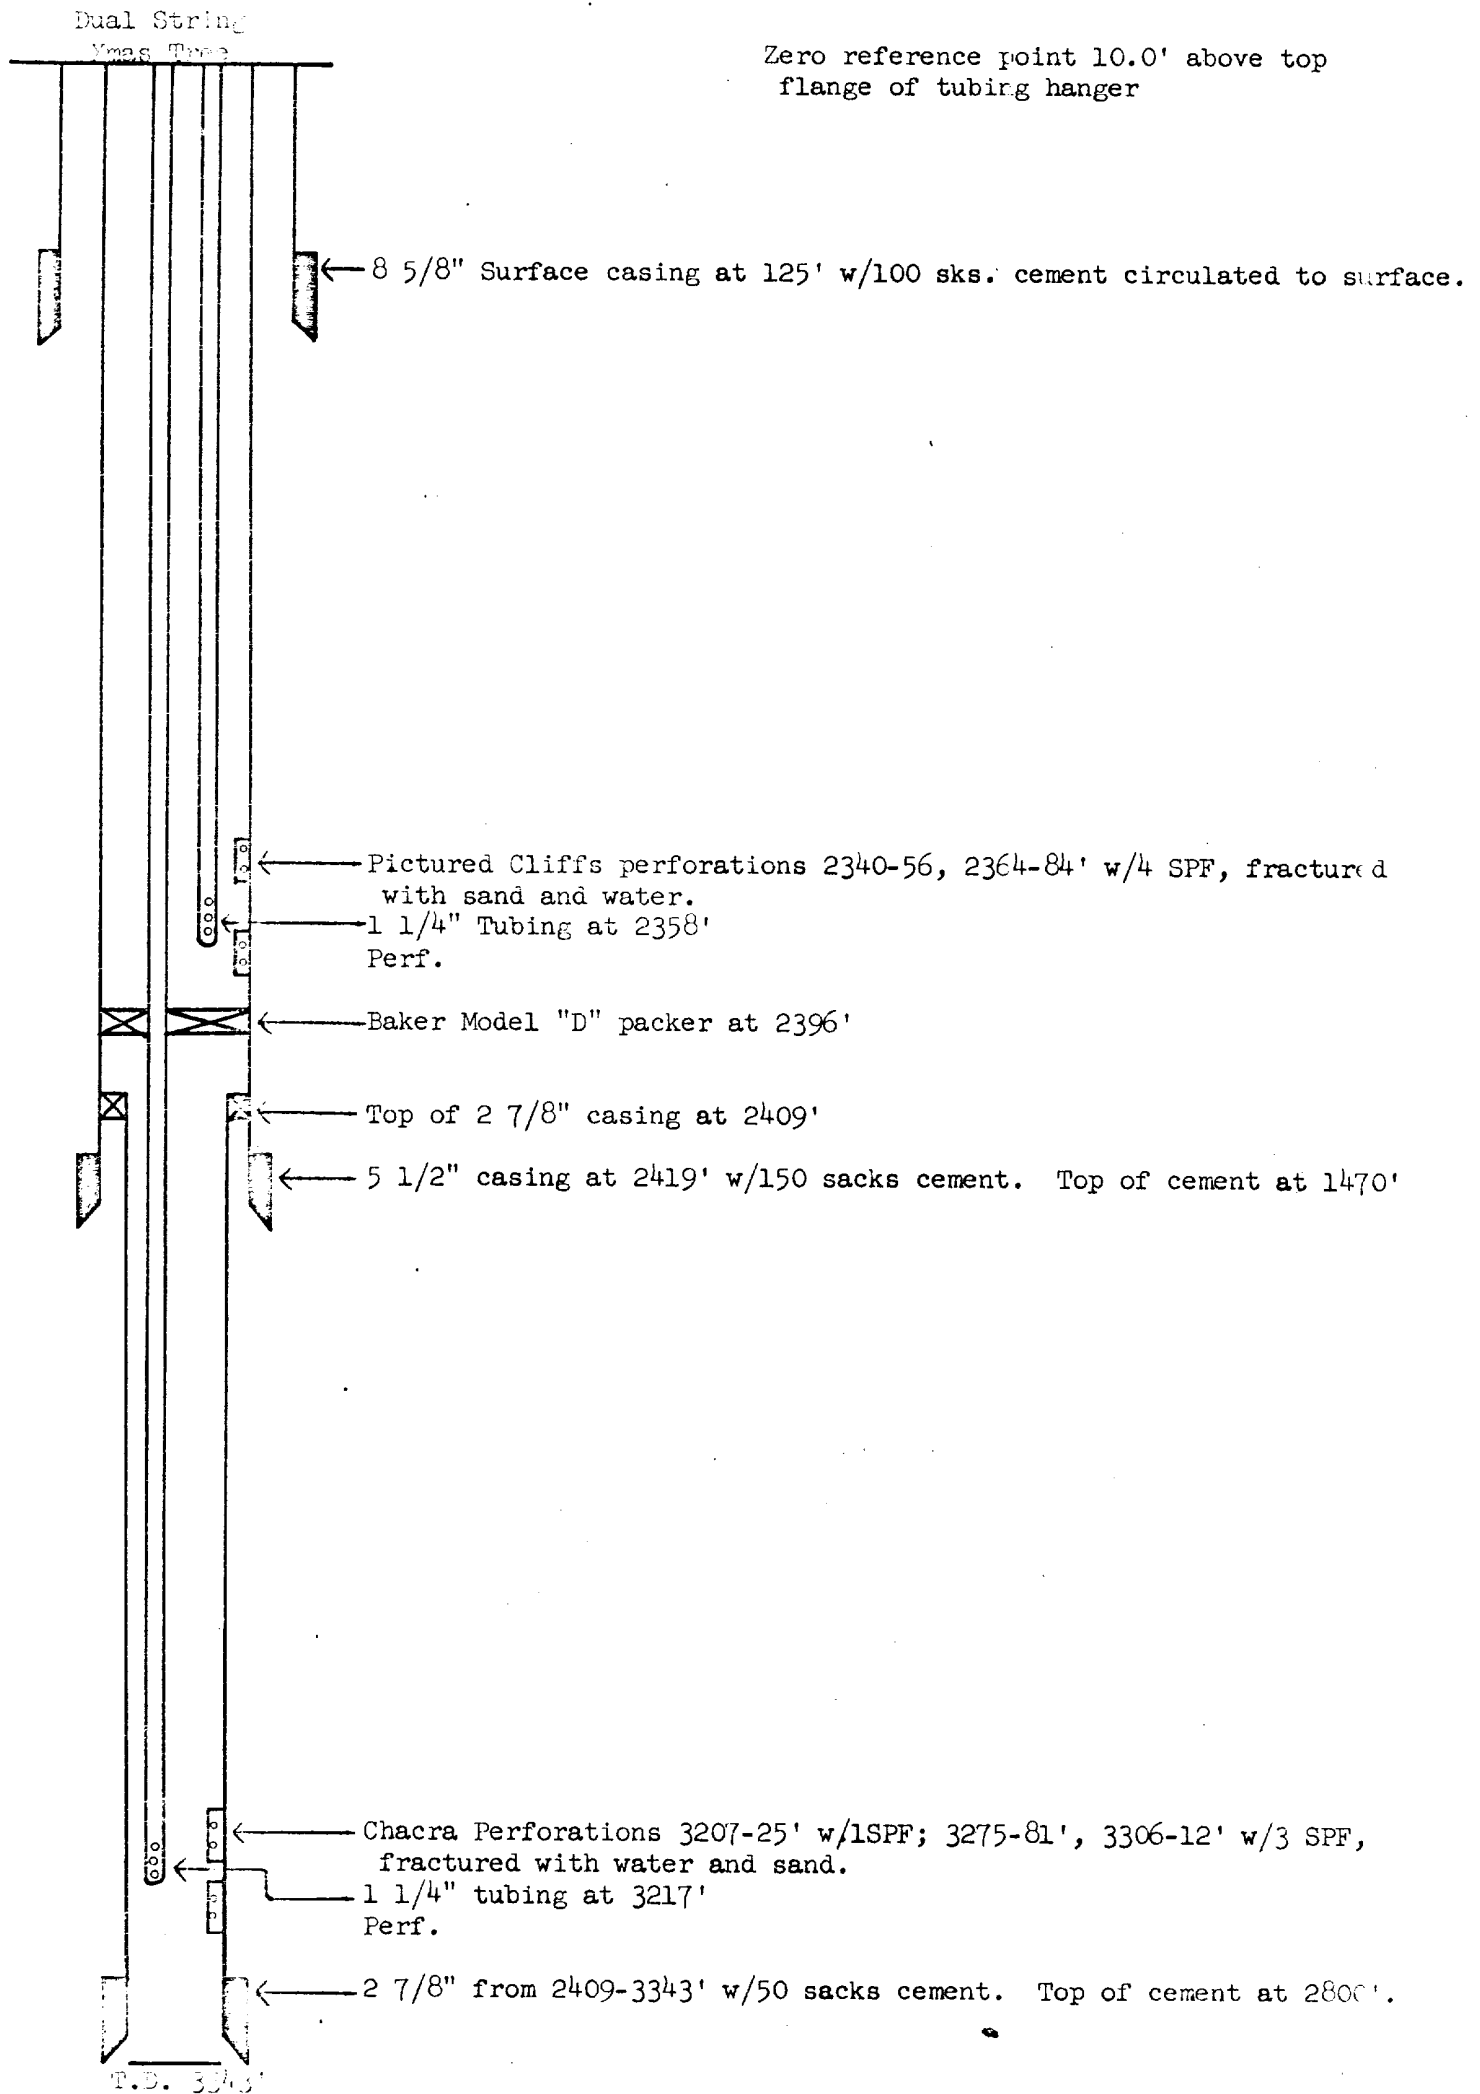 Dual String
Xmas Tree
Zero reference point 10.0' above top
flange of tubing hanger
8 5/8" Surface casing at 125' w/100 sks. cement circulated to surface.
Pictured Cliffs perforations 2340-56, 2364-84' w/4 SPF, fractured
with sand and water.
1 1/4" Tubing at 2358'
Perf.
Baker Model "D" packer at 2396'
Top of 2 7/8" casing at 2409'
5 1/2" casing at 2419' w/150 sacks cement. Top of cement at 1470'
Chacra Perforations 3207-25' w/1SPF; 3275-81', 3306-12' w/3 SPF,
fractured with water and sand.
1 1/4" tubing at 3217'
Perf.
2 7/8" from 2409-3343' w/50 sacks cement. Top of cement at 2800'.
T.D. 3343'